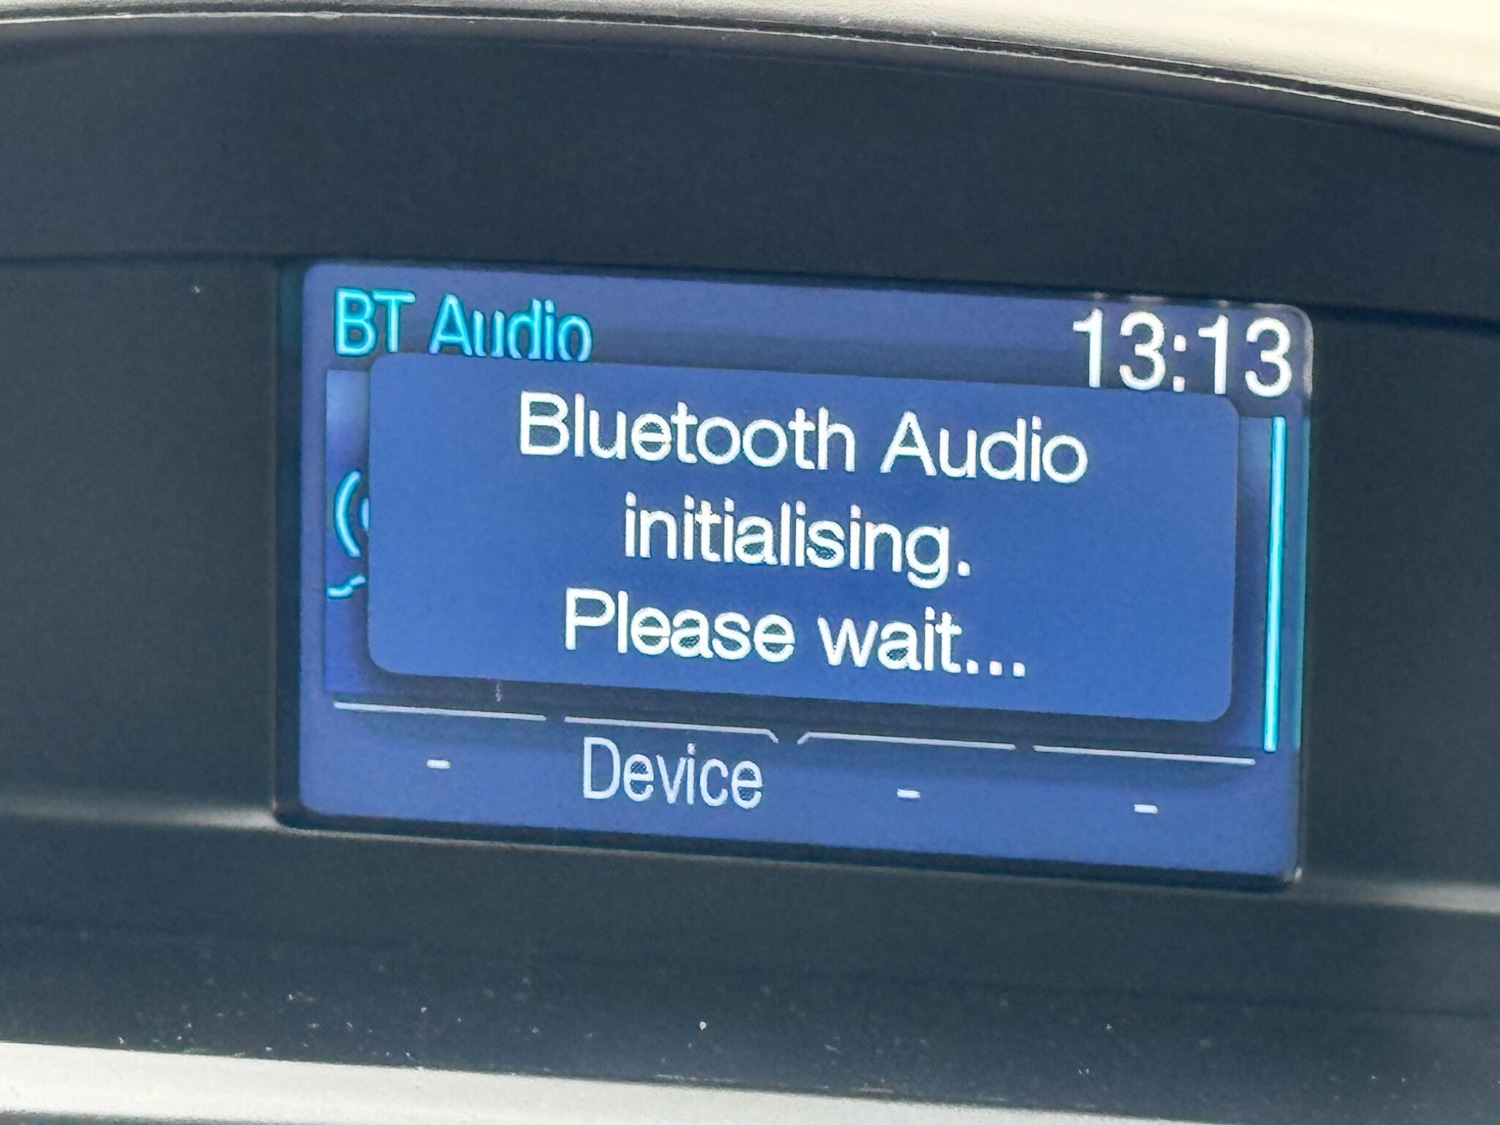 BT Audio 13:13
Bluetooth Audio
initialising.
Please wait...
- Device - -